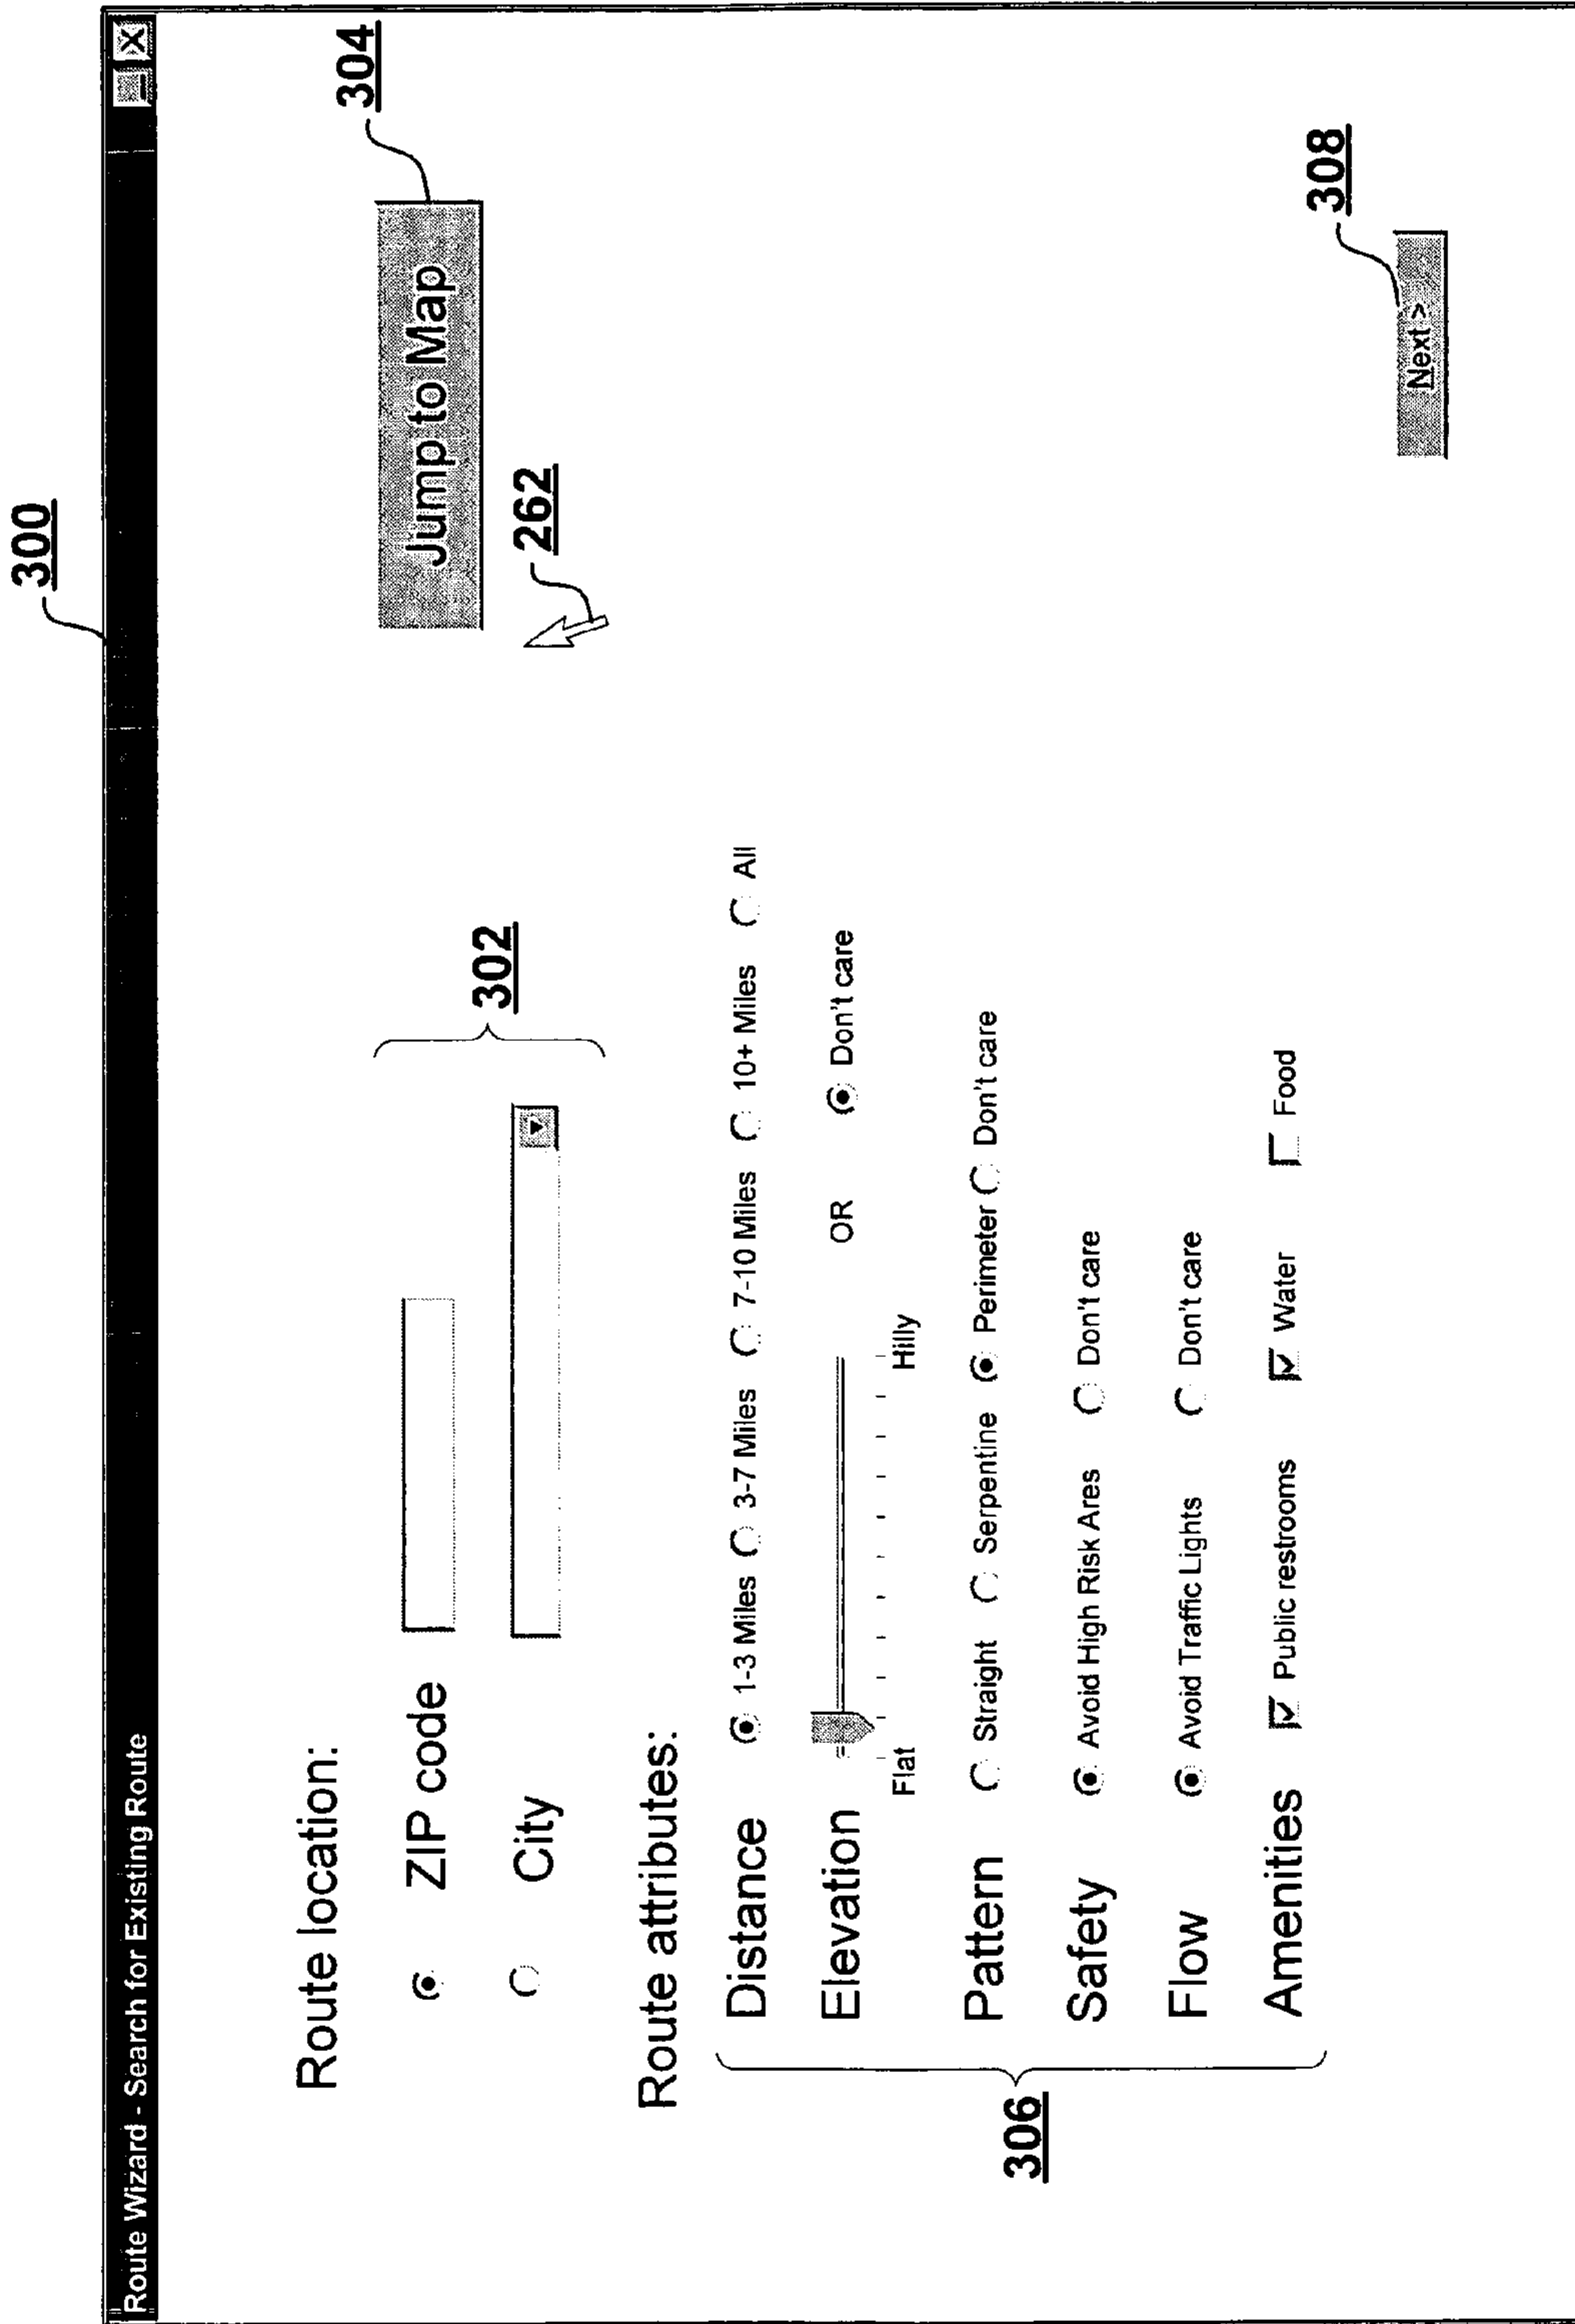 300
Route Wizard - Search for Existing Route
Route location:
304
ZIP code
Jump to Map
302
City
262
Route attributes:
Distance 1-3 Miles 3-7 Miles 7-10 Miles 10+ Miles All
Elevation OR Don't care
Flat Hilly
Pattern Straight Serpentine Perimeter Don't care
306
Safety Avoid High Risk Ares Don't care
Flow Avoid Traffic Lights Don't care
Amenities Public restrooms Water Food
308
Next >